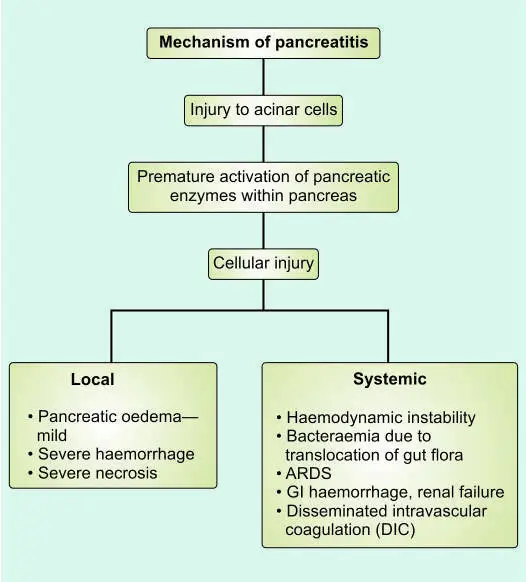 Mechanism of pancreatitis
Injury to acinar cells
Premature activation of pancreatic
enzymes within pancreas
Cellular injury
Local
• Pancreatic oedema—
mild
• Severe haemorrhage
• Severe necrosis
Systemic
• Haemodynamic instability
• Bacteraemia due to
translocation of gut flora
• ARDS
• GI haemorrhage, renal failure
• Disseminated intravascular
coagulation (DIC)